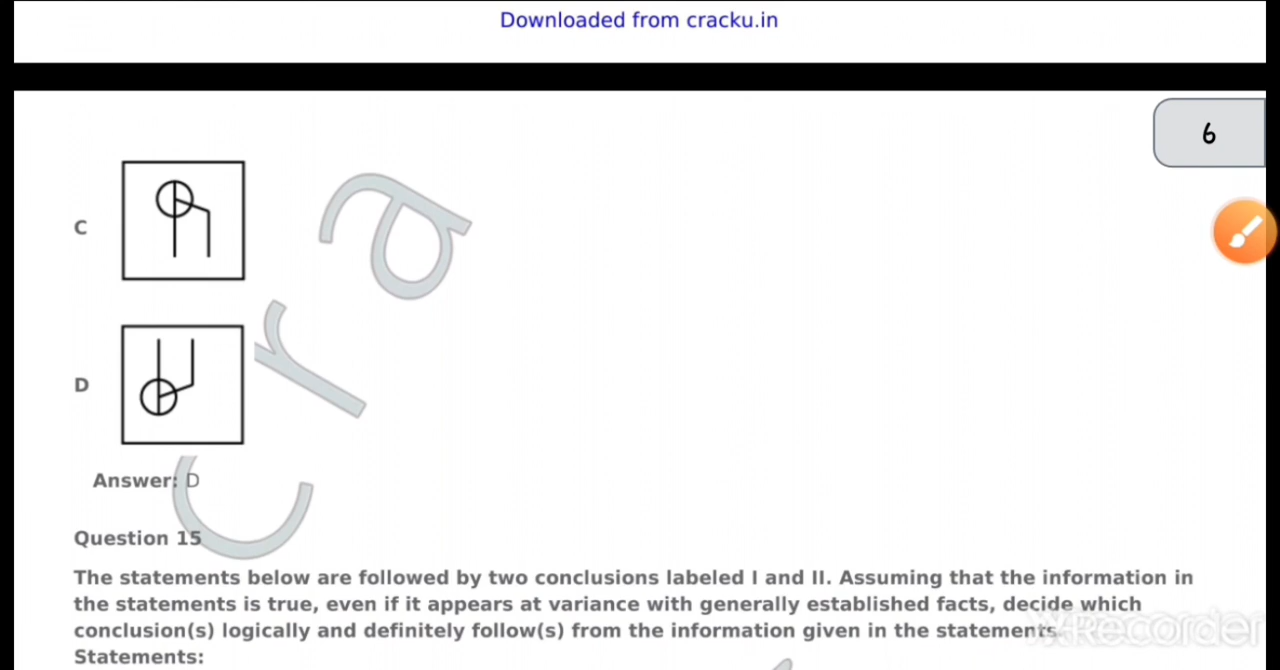 Downloaded from cracku.in
6
C
D
Answer: D
Question 15
The statements below are followed by two conclusions labeled I and II. Assuming that the information in
the statements is true, even if it appears at variance with generally established facts, decide which
conclusion(s) logically and definitely follow(s) from the information given in the statements.
Statements:
cra
XRecorder